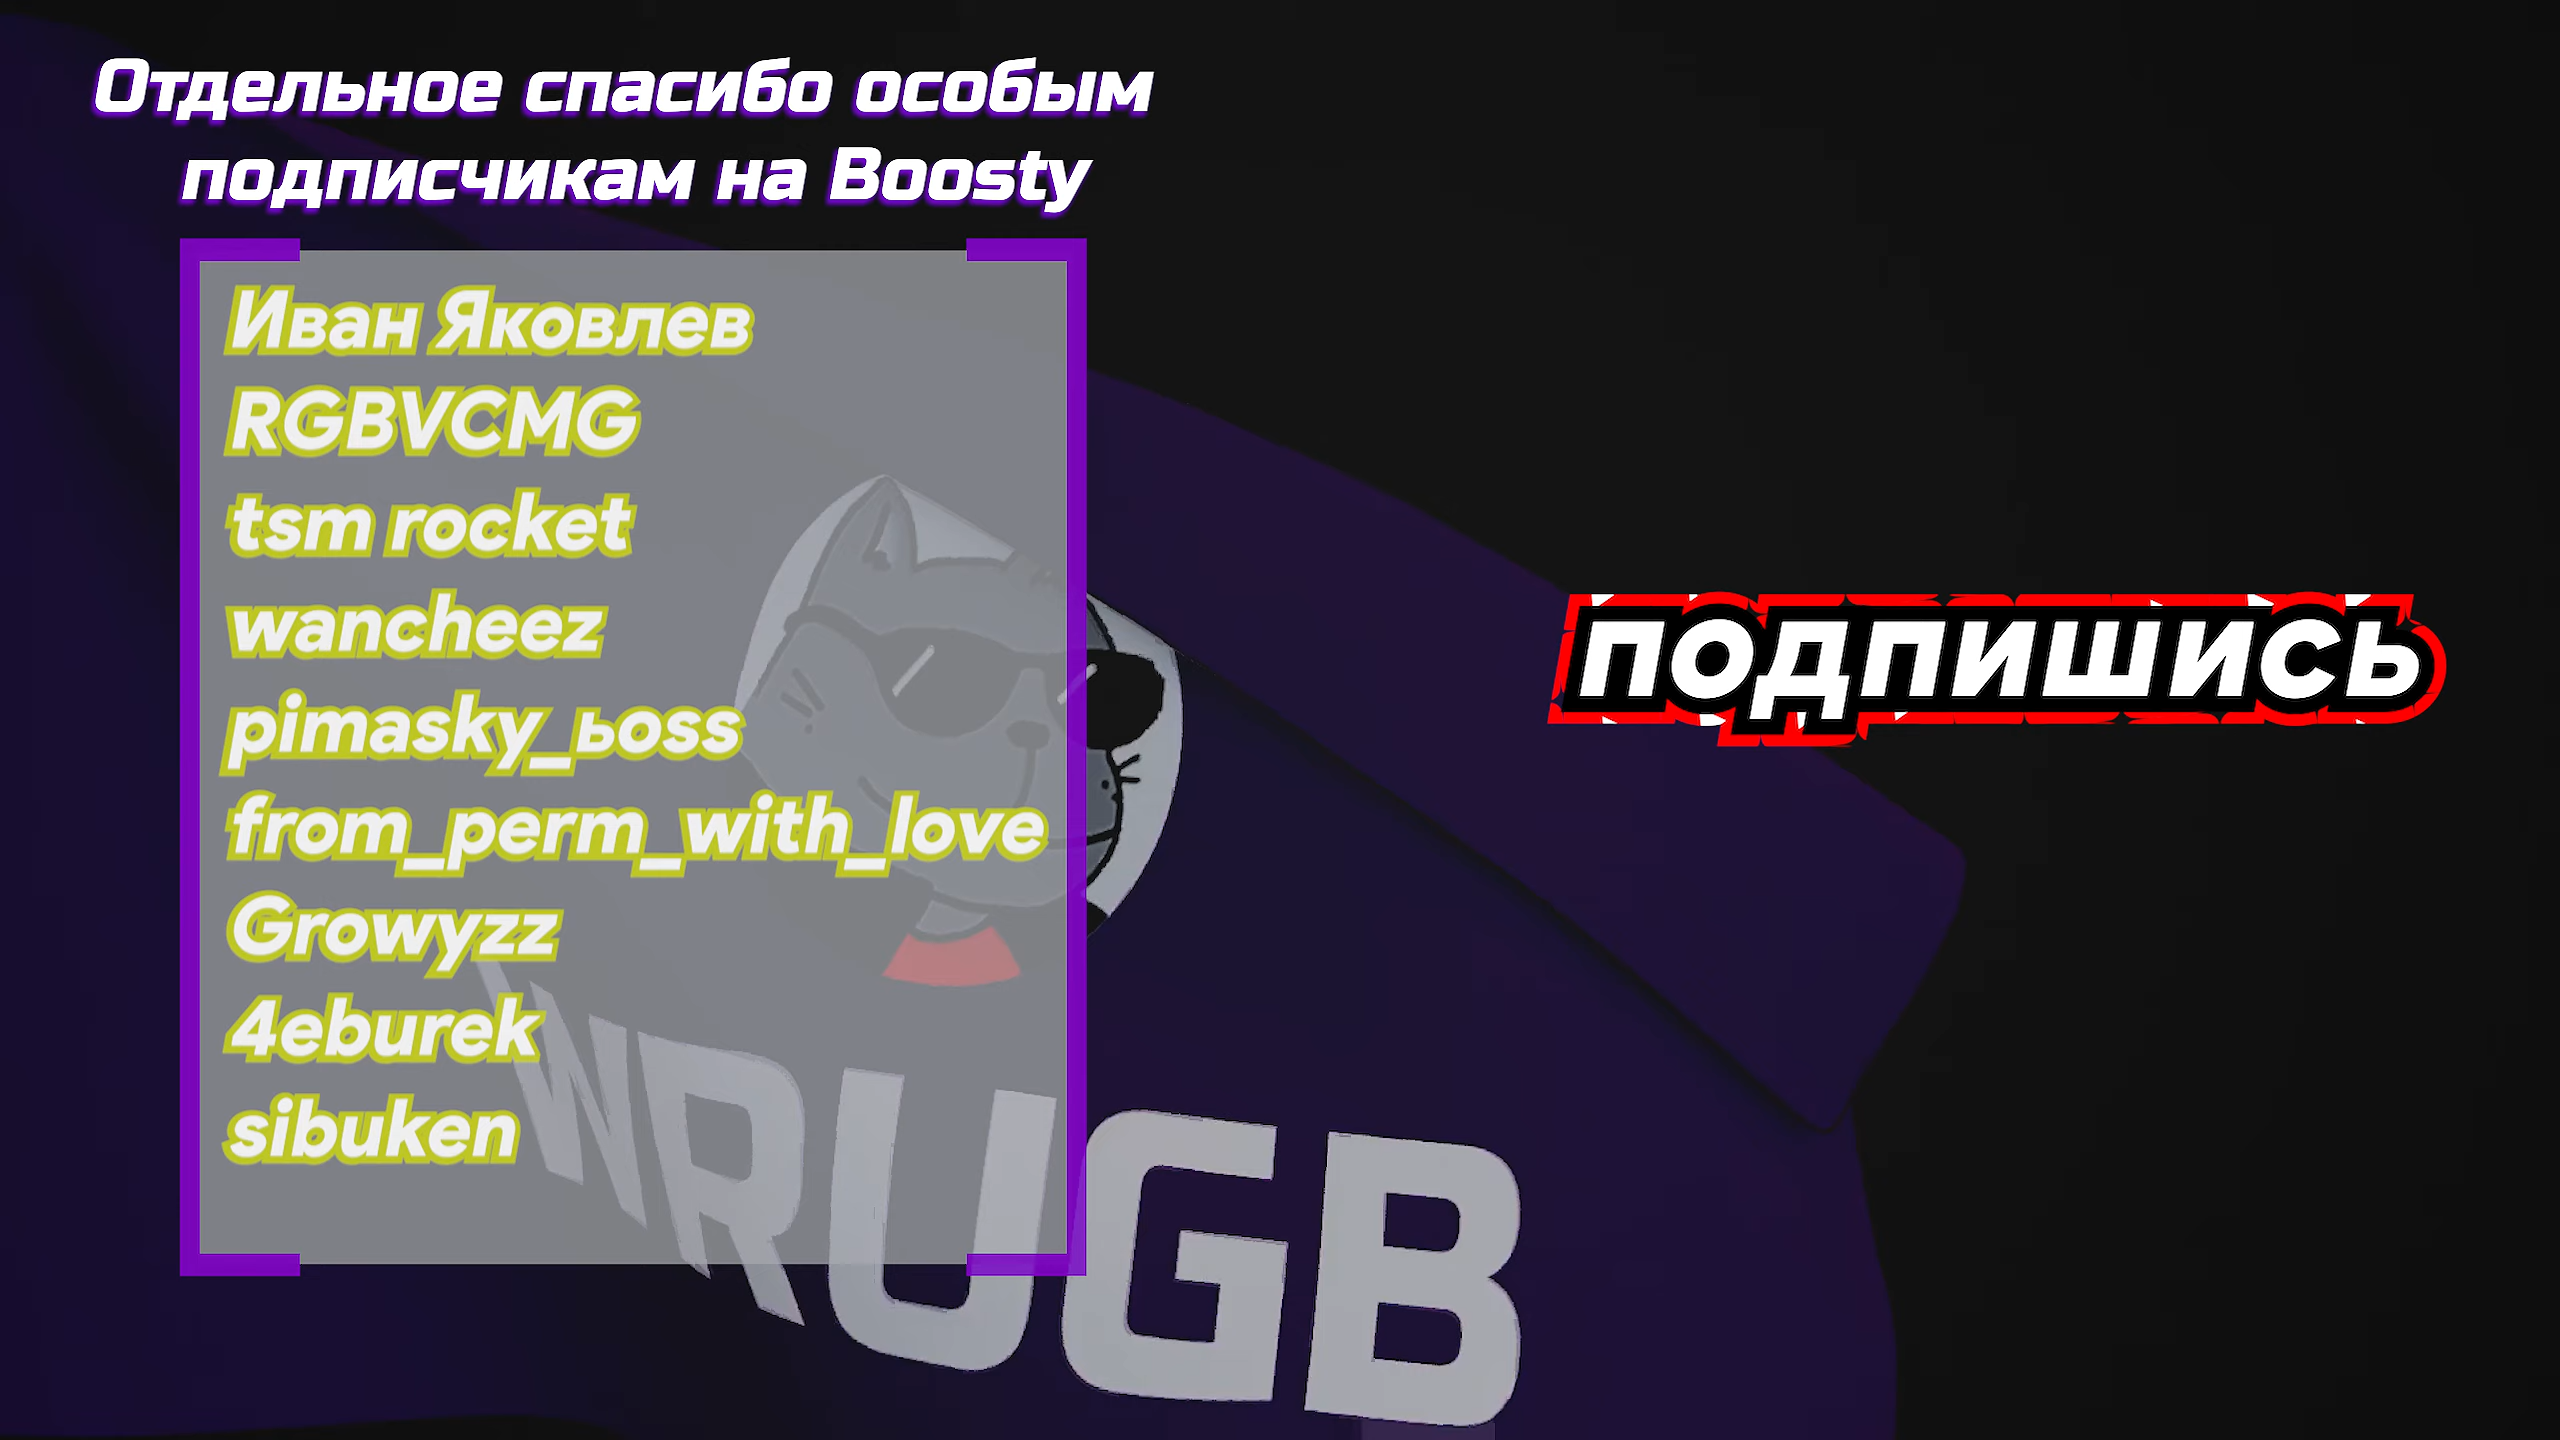 Отдельное спасибо особым
подписчикам на Boosty
Иван Яковлев
RGBVCMG
tsm rocket
wancheez
pimasky_ьoss
from_perm_with_love
Growyzz
4eburek
sibuken
ПОДПИШИСЬ
WRUGB